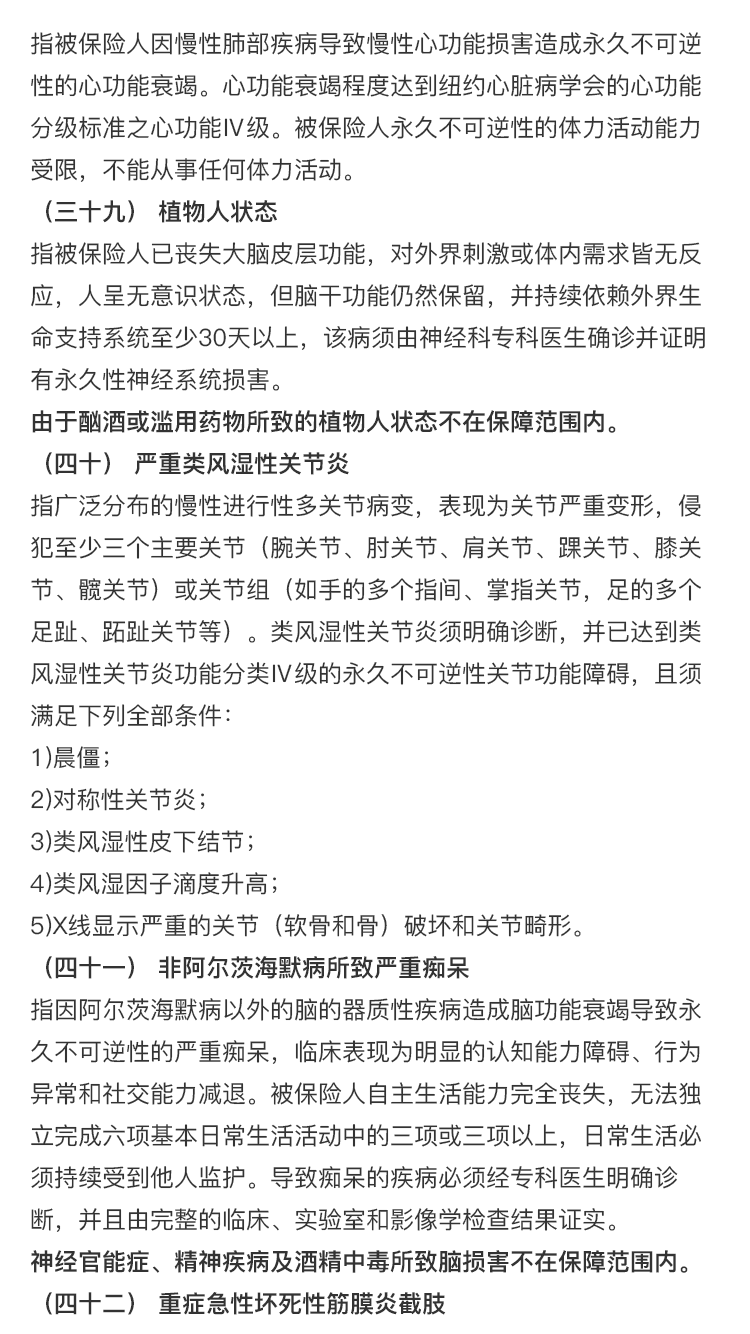 指被保险人因慢性肺部疾病导致慢性心功能损害造成永久不可逆
性的心功能衰竭。心功能衰竭程度达到纽约心脏病学会的心功能
分级标准之心功能IV级。被保险人永久不可逆性的体力活动能力
受限，不能从事任何体力活动。
（三十九） 植物人状态
指被保险人已丧失大脑皮层功能，对外界刺激或体内需求皆无反
应，人呈无意识状态，但脑干功能仍然保留，并持续依赖外界生
命支持系统至少30天以上，该病须由神经科专科医生确诊并证明
有永久性神经系统损害。
由于酗酒或滥用药物所致的植物人状态不在保障范围内。
（四十） 严重类风湿性关节炎
指广泛分布的慢性进行性多关节病变，表现为关节严重变形，侵
犯至少三个主要关节（腕关节、肘关节、肩关节、踝关节、膝关
节、髋关节）或关节组（如手的多个指间、掌指关节，足的多个
足趾、跖趾关节等）。类风湿性关节炎须明确诊断，并已达到类
风湿性关节炎功能分类IV级的永久不可逆性关节功能障碍，且须
满足下列全部条件：
1)晨僵；
2)对称性关节炎；
3)类风湿性皮下结节；
4)类风湿因子滴度升高；
5)X线显示严重的关节（软骨和骨）破坏和关节畸形。
（四十一） 非阿尔茨海默病所致严重痴呆
指因阿尔茨海默病以外的脑的器质性疾病造成脑功能衰竭导致永
久不可逆性的严重痴呆，临床表现为明显的认知能力障碍、行为
异常和社交能力减退。被保险人自主生活能力完全丧失，无法独
立完成六项基本日常生活活动中的三项或三项以上，日常生活必
须持续受到他人监护。导致痴呆的疾病必须经专科医生明确诊
断，并且由完整的临床、实验室和影像学检查结果证实。
神经官能症、精神疾病及酒精中毒所致脑损害不在保障范围内。
（四十二） 重症急性坏死性筋膜炎截肢